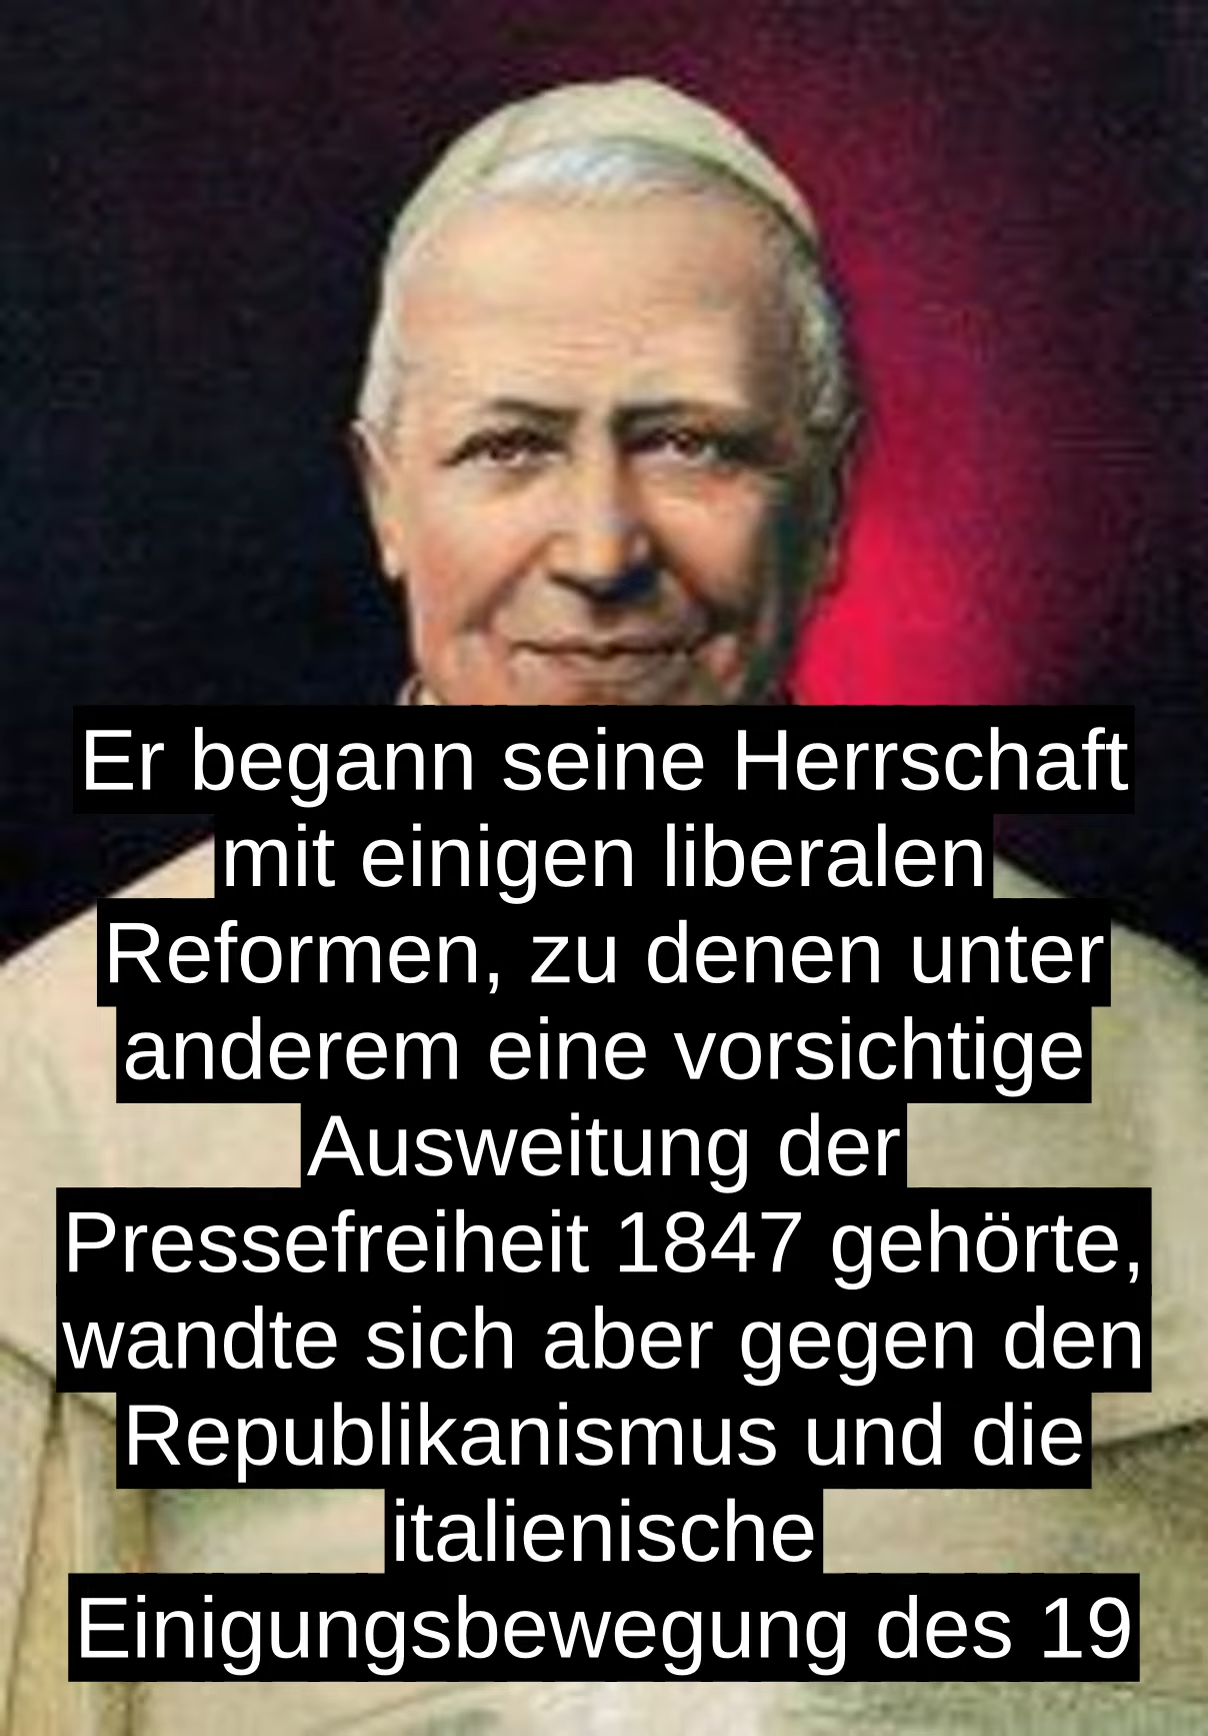 Er begann seine Herrschaft
mit einigen liberalen
Reformen, zu denen unter
anderem eine vorsichtige
Ausweitung der
Pressefreiheit 1847 gehörte,
wandte sich aber gegen den
Republikanismus und die
italienische
Einigungsbewegung des 19